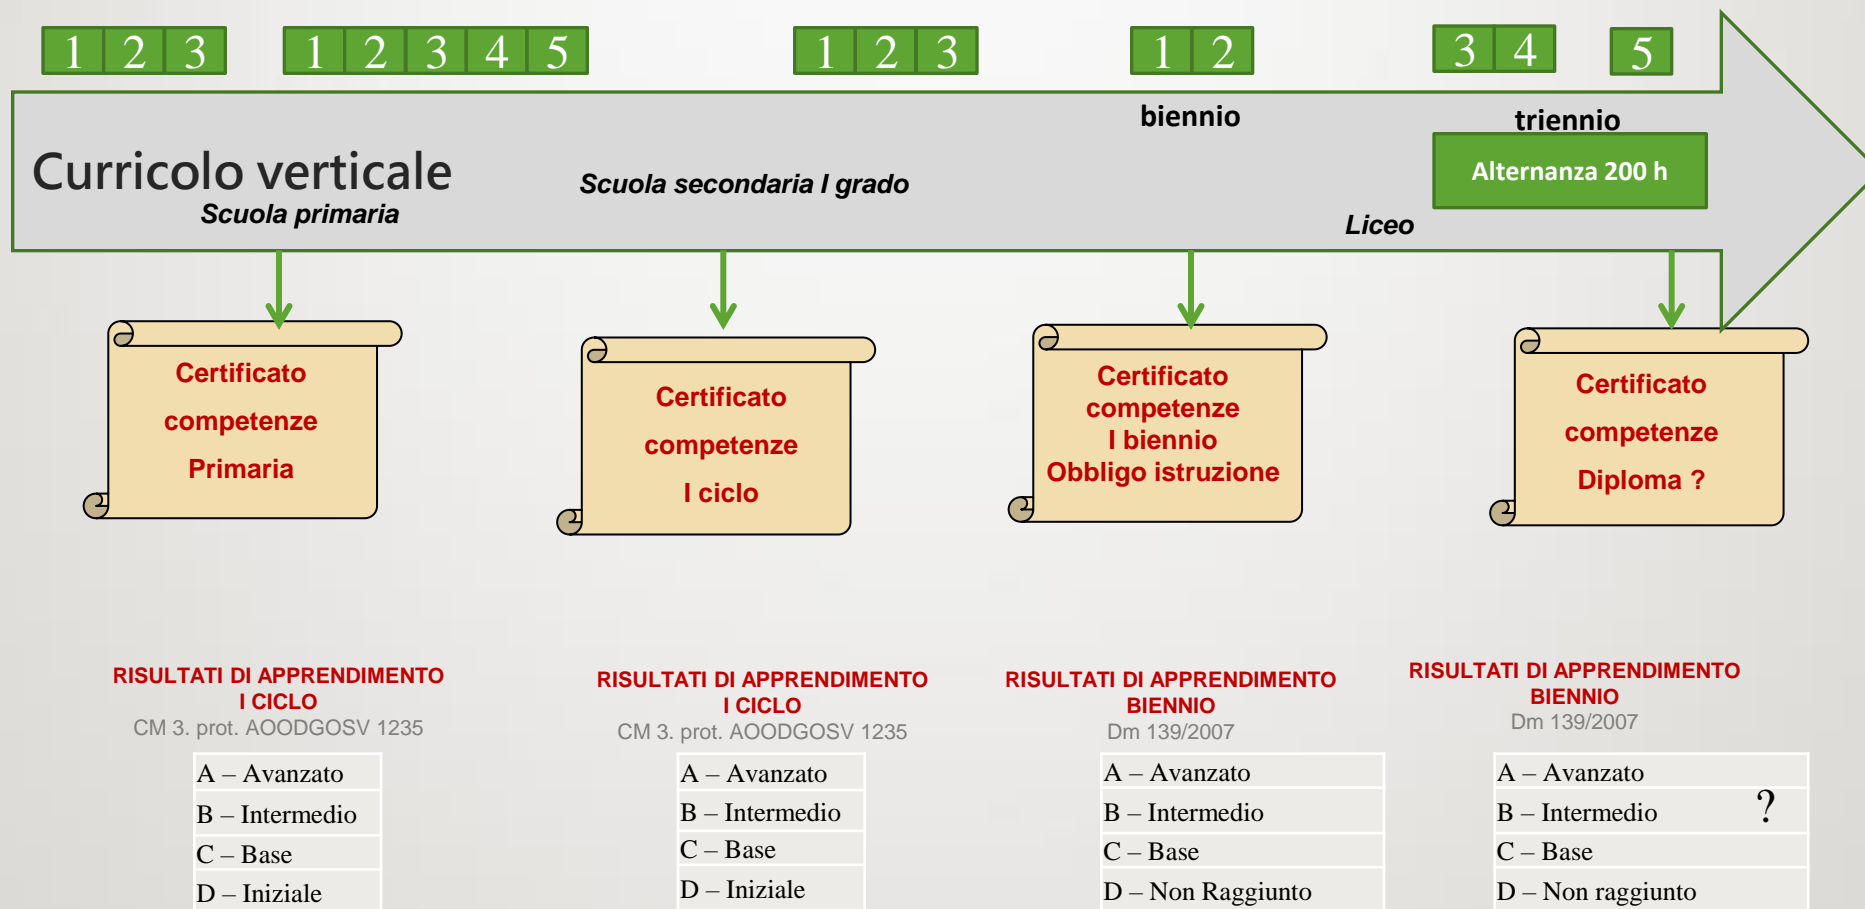 1 2 3
1 2 3 4 5
1 2 3
1 2
3 4
5
biennio
triennio
Curricolo verticale
Scuola primaria
Scuola secondaria I grado
Alternanza 200 h
Liceo
Certificato
competenze
Primaria
Certificato
competenze
I ciclo
Certificato
competenze
I biennio
Obbligo istruzione
Certificato
competenze
Diploma ?
RISULTATI DI APPRENDIMENTO
I CICLO
CM 3. prot. AOODGOSV 1235
A – Avanzato
B – Intermedio
C – Base
D – Iniziale
RISULTATI DI APPRENDIMENTO
I CICLO
CM 3. prot. AOODGOSV 1235
A – Avanzato
B – Intermedio
C – Base
D – Iniziale
RISULTATI DI APPRENDIMENTO
BIENNIO
Dm 139/2007
A – Avanzato
B – Intermedio
C – Base
D – Non Raggiunto
RISULTATI DI APPRENDIMENTO
BIENNIO
Dm 139/2007
A – Avanzato
B – Intermedio ?
C – Base
D – Non raggiunto